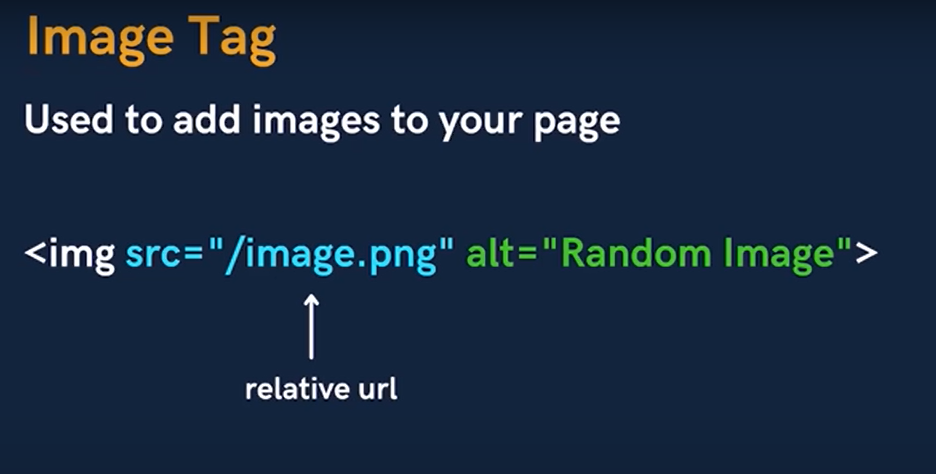 Image Tag
Used to add images to your page
<img src="/image.png" alt="Random Image">
relative url